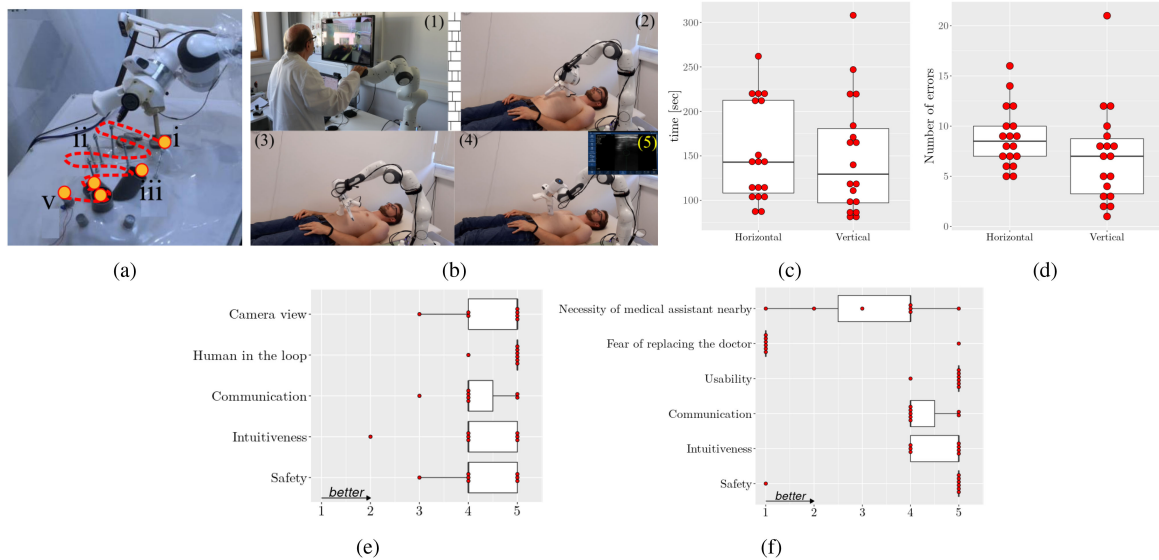 i
ii
iii
v
(a)
(1)
(2)
(3)
(4)
(5)
(b)
time [sec]
300
250
200
150
100
Horizontal
Vertical
(c)
Number of errors
20
15
10
5
0
Horizontal
Vertical
(d)
Camera view
Human in the loop
Communication
Intuitiveness
Safety
better
1 2 3 4 5
(e)
Necessity of medical assistant nearby
Fear of replacing the doctor
Usability
Communication
Intuitiveness
Safety
better
1 2 3 4 5
(f)